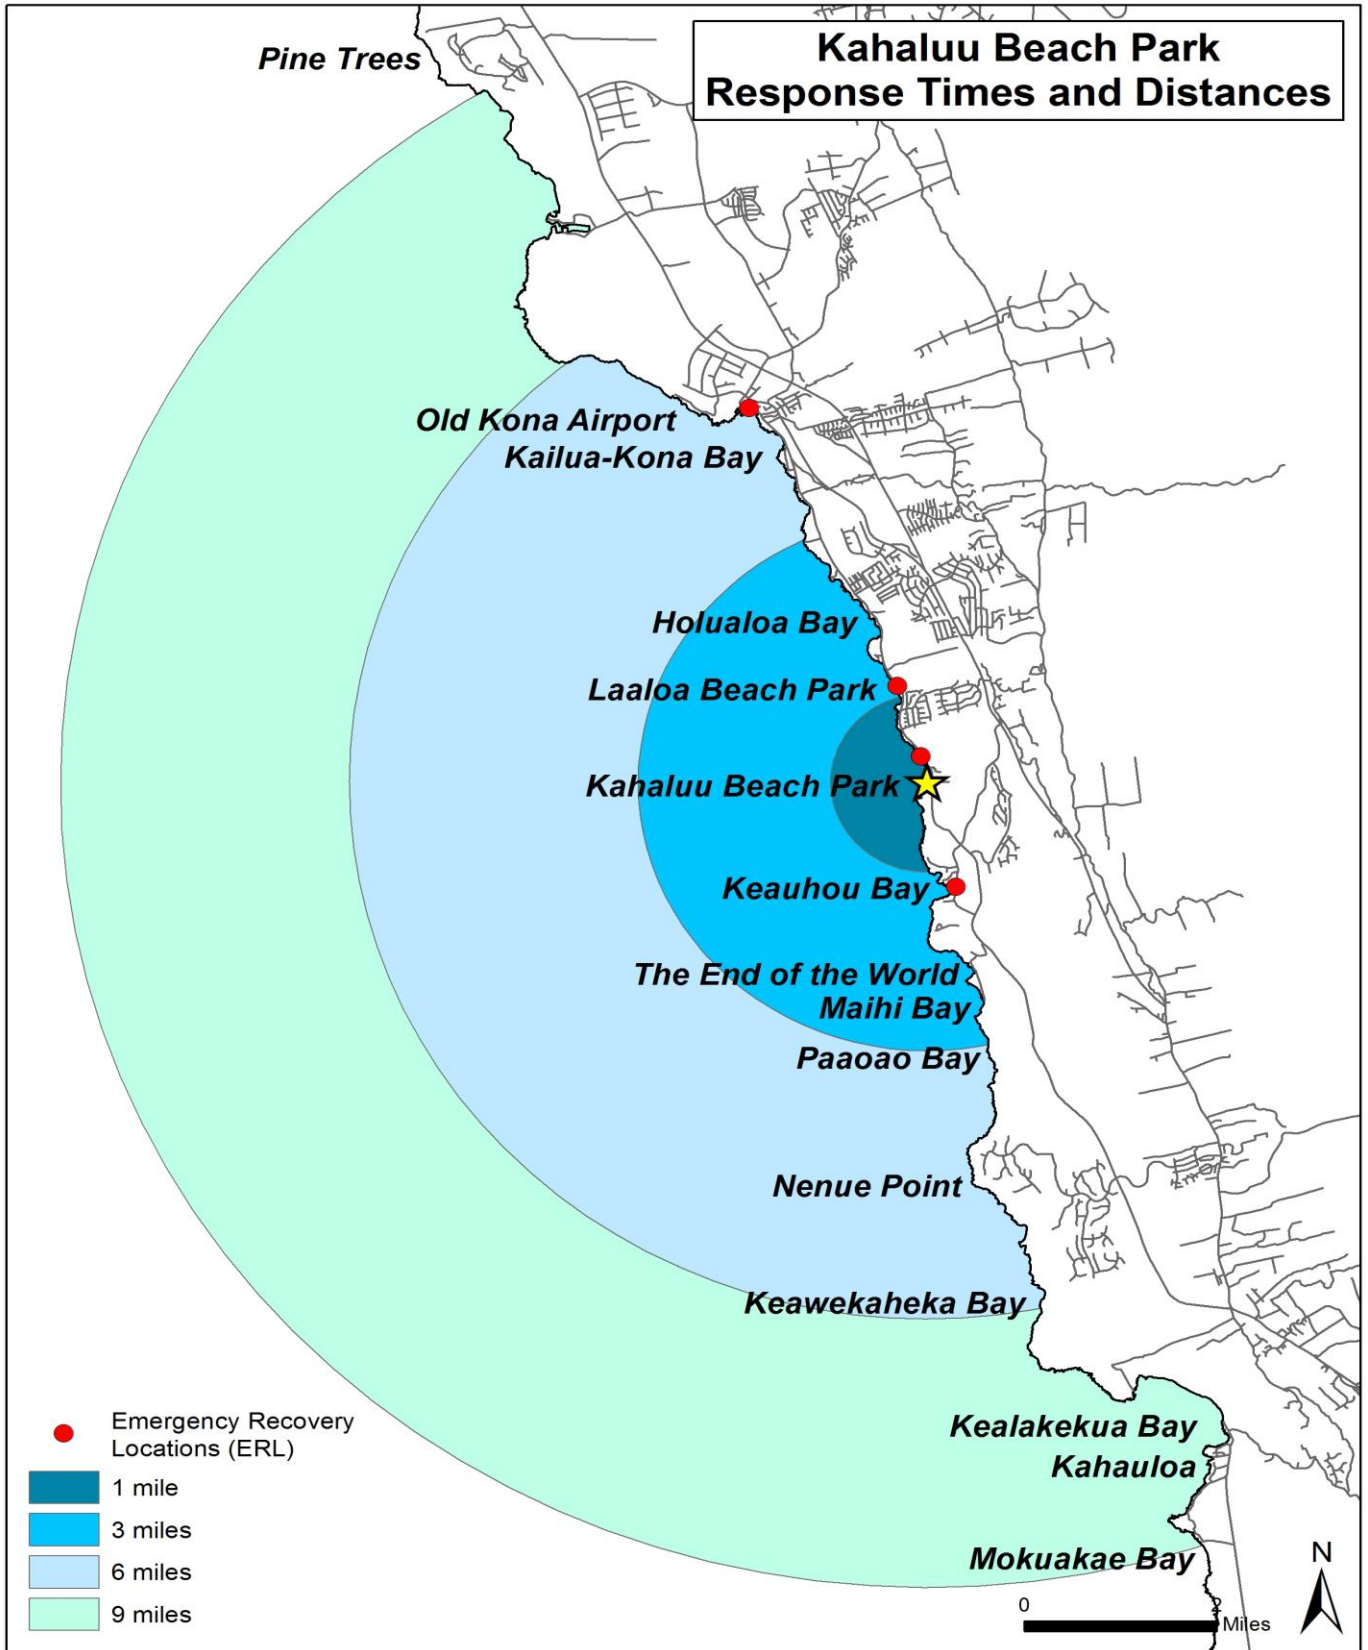 Kahaluu Beach Park
Response Times and Distances
Pine Trees
Old Kona Airport
Kailua-Kona Bay
Holualoa Bay
Laaloa Beach Park
Kahaluu Beach Park
Keauhou Bay
The End of the World
Maihi Bay
Paaoao Bay
Nenue Point
Keawekaheka Bay
Kealakekua Bay
Kahauloa
Mokuakae Bay
Emergency Recovery
Locations (ERL)
1 mile
3 miles
6 miles
9 miles
N
0 2
Miles